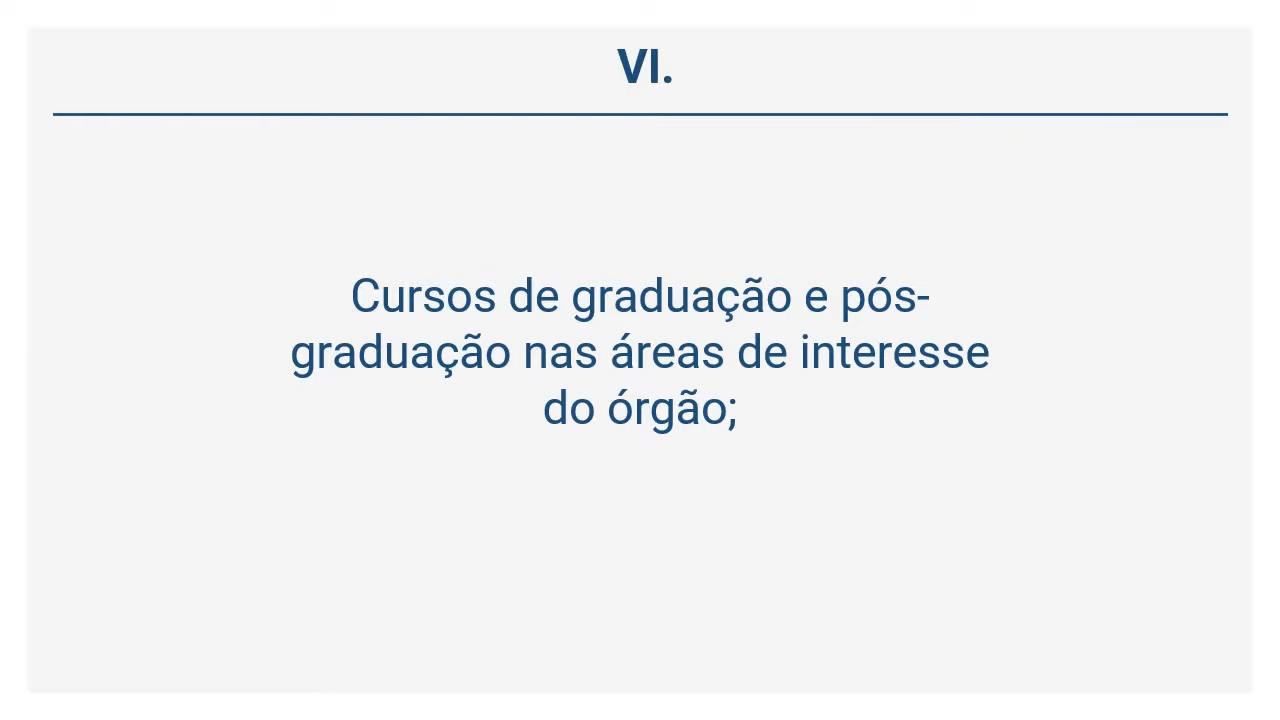 VI.
Cursos de graduação e pós-
graduação nas áreas de interesse
do órgão;